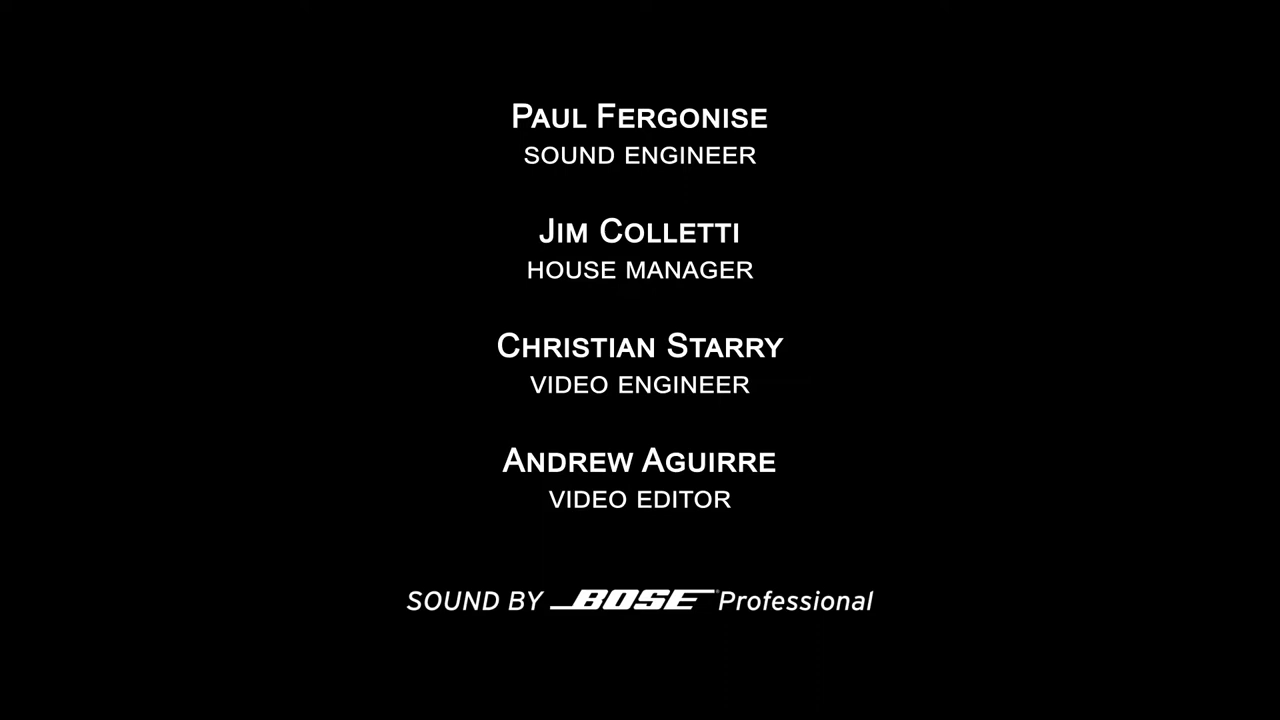 PAUL FERGONISE
SOUND ENGINEER
JIM COLLETTI
HOUSE MANAGER
CHRISTIAN STARRY
VIDEO ENGINEER
ANDREW AGUIRRE
VIDEO EDITOR
SOUND BY BOSE® Professional